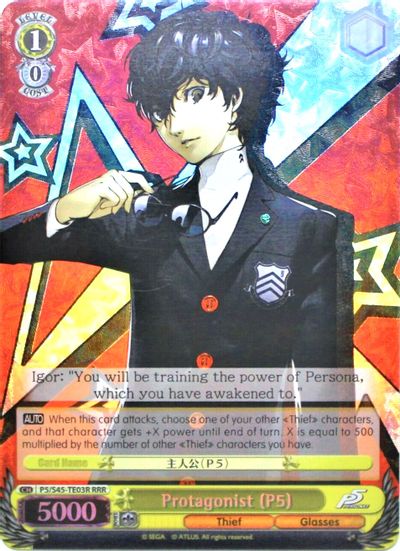 LEVEL
1
0
COST
Igor: "You will be training the power of Persona,
which you have awakened to."
AUTO When this card attacks, choose one of your other «Thief» characters,
and that character gets +X power until end of turn. X is equal to 500
multiplied by the number of other «Thief» characters you have.
Card Name 主人公(P5)
CH P5/S45-TE03R RRR
Protagonist (P5)
5000
Thief Glasses
P5
© SEGA © ATLUS. All rights reserved.